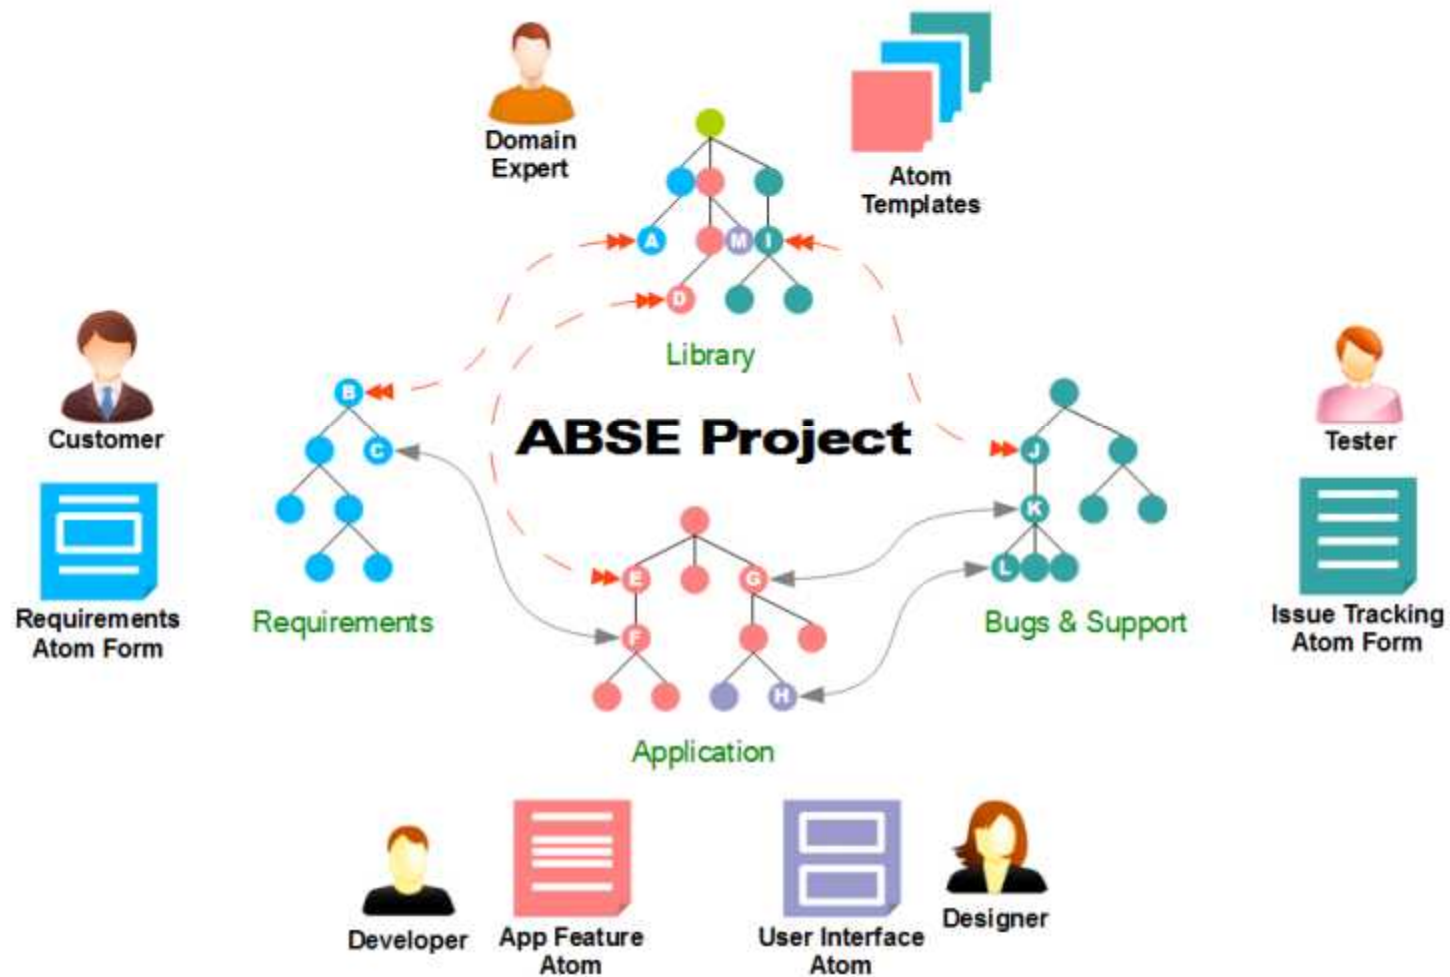 Domain
Expert
Atom
Templates
A
M
I
D
Library
Customer
B
C
ABSE Project
J
K
L
Tester
E
G
F
H
Requirements
Atom Form
Requirements
Bugs & Support
Issue Tracking
Atom Form
Application
Developer
App Feature
Atom
User Interface
Atom
Designer